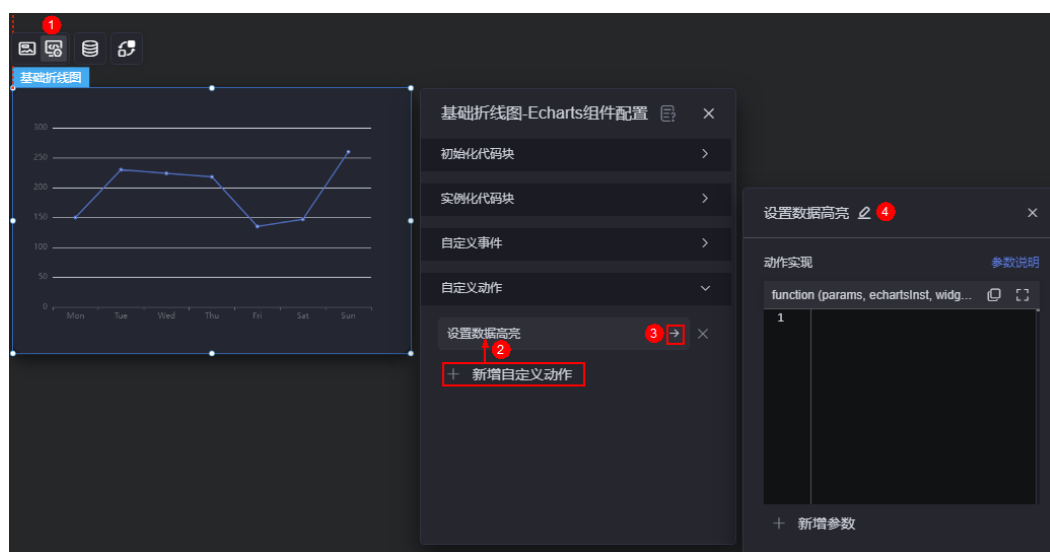 1
基础折线图
300
250
200
150
100
50
0
Mon Tue Wed Thu Fri Sat Sun
基础折线图-Echarts组件配置
初始化代码块
实例化代码块
自定义事件
自定义动作
设置数据高亮 3
2
新增自定义动作
设置数据高亮 4
动作实现 参数说明
function (params, echartsInst, widg...
1
新增参数